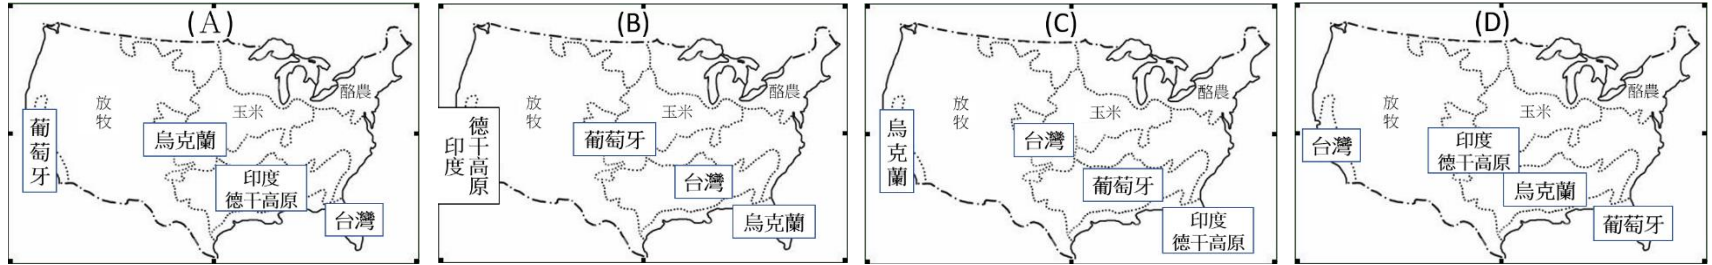 (A)
放牧
玉米
酪農
葡萄牙
烏克蘭
印度
德干高原
台灣
(B)
放牧
玉米
酪農
德干高原
印度
葡萄牙
台灣
烏克蘭
(C)
放牧
玉米
酪農
烏克蘭
台灣
葡萄牙
印度
德干高原
(D)
放牧
玉米
酪農
台灣
印度
德干高原
烏克蘭
葡萄牙